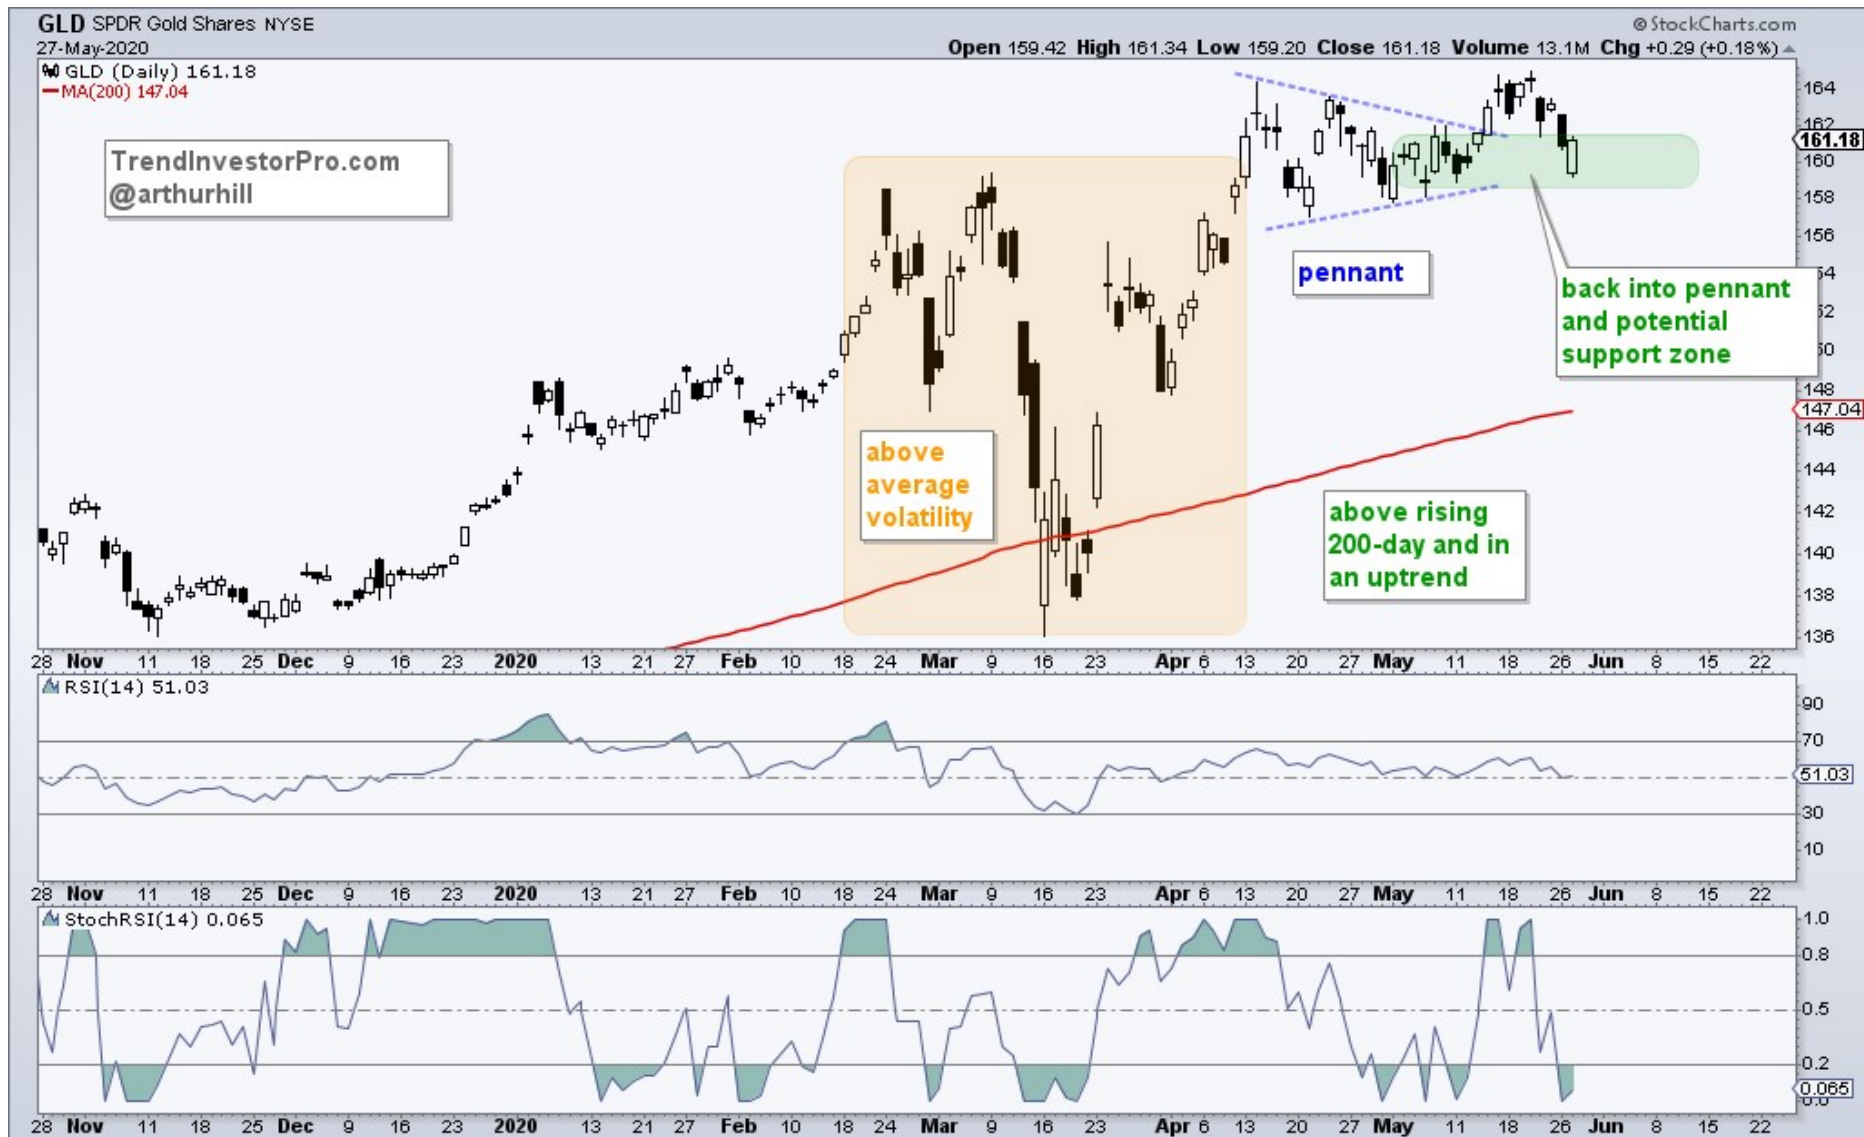 GLD SPDR Gold Shares NYSE
© StockCharts.com
27-May-2020
Open 159.42 High 161.34 Low 159.20 Close 161.18 Volume 13.1M Chg +0.29 (+0.18%)
GLD (Daily) 161.18
MA(200) 147.04
TrendInvestorPro.com
@arthurhill
above
average
volatility
pennant
back into pennant
and potential
support zone
above rising
200-day and in
an uptrend
164
162
161.18
160
158
156
54
52
50
148
147.04
146
144
142
140
138
136
28 Nov 11 18 25 Dec 9 16 23 2020 13 21 27 Feb 10 18 24 Mar 9 16 23 Apr 6 13 20 27 May 11 18 26 Jun 8 15 22
RSI(14) 51.03
90
70
51.03
30
10
28 Nov 11 18 25 Dec 9 16 23 2020 13 21 27 Feb 10 18 24 Mar 9 16 23 Apr 6 13 20 27 May 11 18 26 Jun 8 15 22
StochRSI(14) 0.065
1.0
0.8
0.5
0.2
0.065
0.0
28 Nov 11 18 25 Dec 9 16 23 2020 13 21 27 Feb 10 18 24 Mar 9 16 23 Apr 6 13 20 27 May 11 18 26 Jun 8 15 22